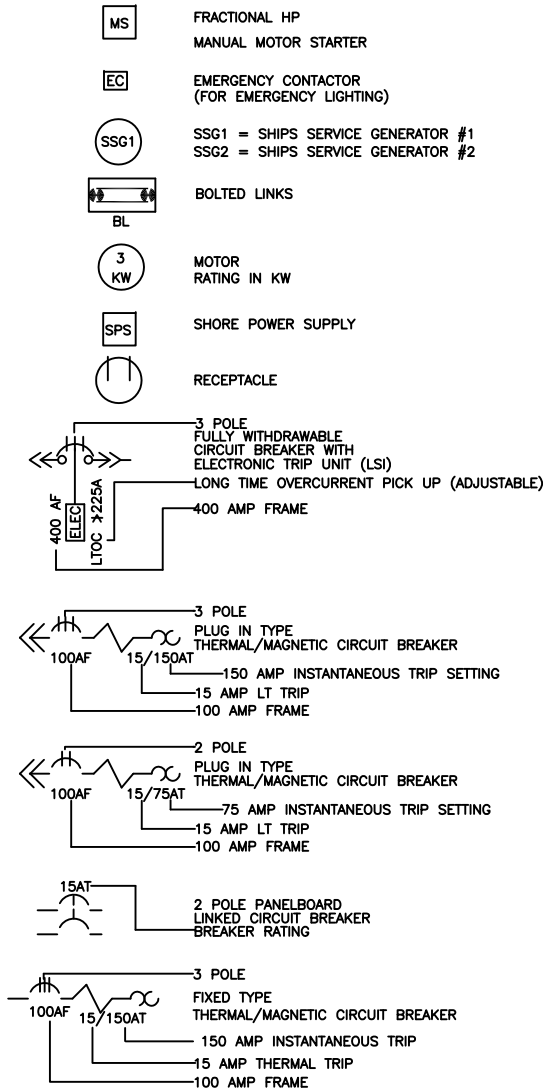 MS
FRACTIONAL HP
MANUAL MOTOR STARTER
EC
EMERGENCY CONTACTOR
(FOR EMERGENCY LIGHTING)
SSG1
SSG1 = SHIPS SERVICE GENERATOR #1
SSG2 = SHIPS SERVICE GENERATOR #2
BL
BOLTED LINKS
3
KW
MOTOR
RATING IN KW
SPS
SHORE POWER SUPPLY
RECEPTACLE
3 POLE
FULLY WITHDRAWABLE
CIRCUIT BREAKER WITH
ELECTRONIC TRIP UNIT (LSI)
LONG TIME OVERCURRENT PICK UP (ADJUSTABLE)
400 AMP FRAME
400 AF
ELEC
LTOC >225A
3 POLE
PLUG IN TYPE
THERMAL/MAGNETIC CIRCUIT BREAKER
100AF
15/150AT
150 AMP INSTANTANEOUS TRIP SETTING
15 AMP LT TRIP
100 AMP FRAME
2 POLE
PLUG IN TYPE
THERMAL/MAGNETIC CIRCUIT BREAKER
100AF
15/75AT
75 AMP INSTANTANEOUS TRIP SETTING
15 AMP LT TRIP
100 AMP FRAME
15AT
2 POLE PANELBOARD
LINKED CIRCUIT BREAKER
BREAKER RATING
3 POLE
FIXED TYPE
THERMAL/MAGNETIC CIRCUIT BREAKER
100AF
15/150AT
150 AMP INSTANTANEOUS TRIP
15 AMP THERMAL TRIP
100 AMP FRAME